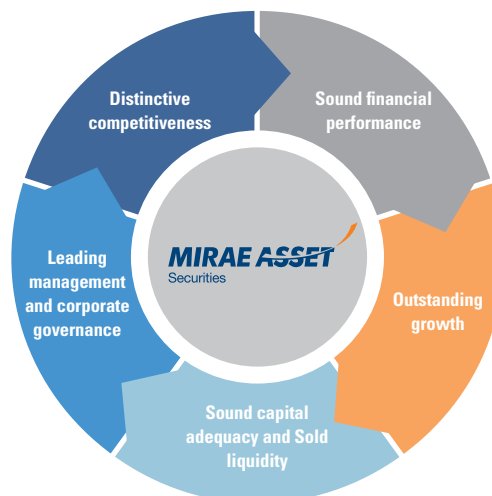 Distinctive
competitiveness
Sound financial
performance
Leading
management
and corporate
governance
MIRAE ASSET
Securities
Outstanding
growth
Sound capital
adequacy and Sold
liquidity